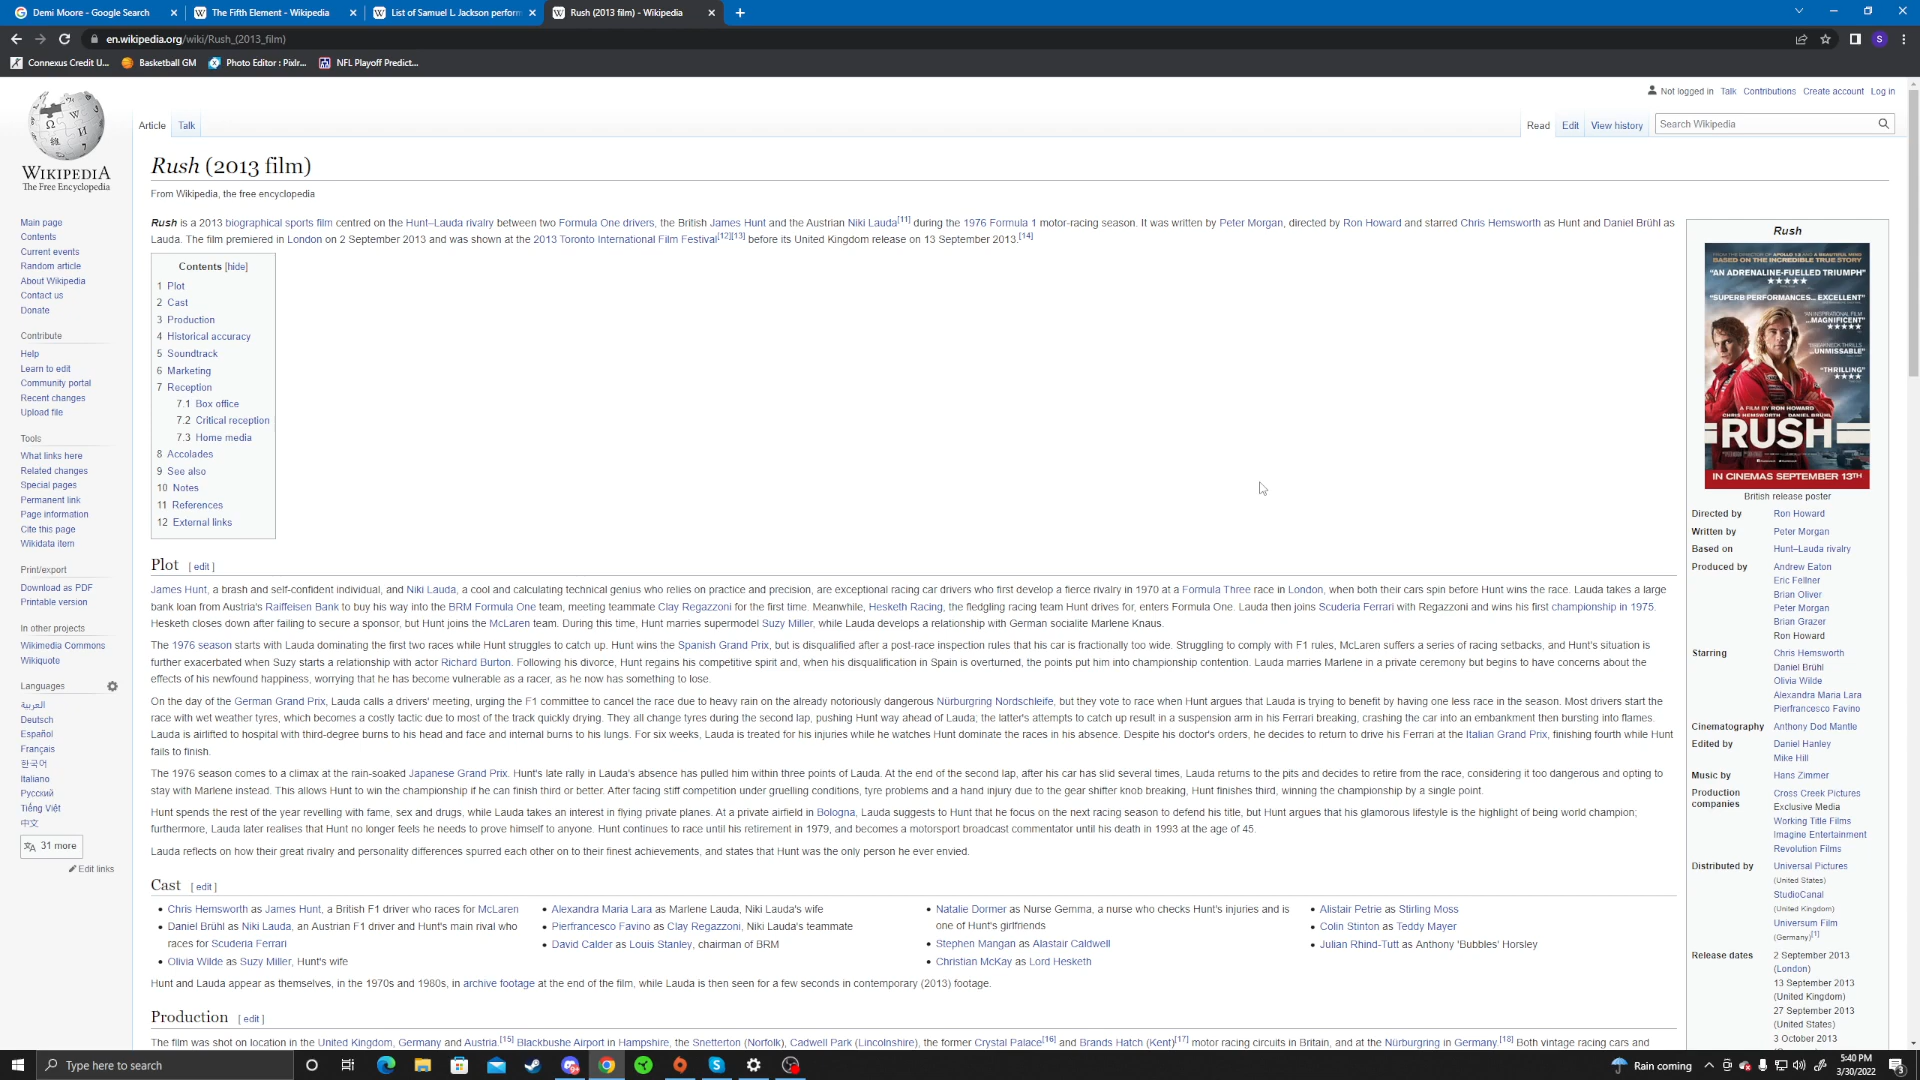 Demi Moore - Google Search
The Fifth Element - Wikipedia
List of Samuel L. Jackson perform
Rush (2013 film) - Wikipedia
en.wikipedia.org/wiki/Rush_(2013_film)
Connexus Credit U...
Basketball GM
Photo Editor : Pixlr...
NFL Playoff Predict...
Not logged in Talk Contributions Create account Log in
Article Talk
Read Edit View history
Search Wikipedia
WIKIPEDIA
The Free Encyclopedia
Main page
Contents
Current events
Random article
About Wikipedia
Contact us
Donate
Contribute
Help
Learn to edit
Community portal
Recent changes
Upload file
Tools
What links here
Related changes
Special pages
Permanent link
Page information
Cite this page
Wikidata item
Print/export
Download as PDF
Printable version
In other projects
Wikimedia Commons
Wikiquote
Languages
العربية
Deutsch
Español
Français
한국어
Italiano
Русский
Tiếng Việt
中文
31 more
Edit links
Rush (2013 film)
From Wikipedia, the free encyclopedia
Rush is a 2013 biographical sports film centred on the Hunt–Lauda rivalry between two Formula One drivers, the British James Hunt and the Austrian Niki Lauda[11] during the 1976 Formula 1 motor-racing season. It was written by Peter Morgan, directed by Ron Howard and starred Chris Hemsworth as Hunt and Daniel Brühl as
Lauda. The film premiered in London on 2 September 2013 and was shown at the 2013 Toronto International Film Festival[12][13] before its United Kingdom release on 13 September 2013.[14]
Contents [hide]
1 Plot
2 Cast
3 Production
4 Historical accuracy
5 Soundtrack
6 Marketing
7 Reception
7.1 Box office
7.2 Critical reception
7.3 Home media
8 Accolades
9 See also
10 Notes
11 References
12 External links
Plot [ edit ]
James Hunt, a brash and self-confident individual, and Niki Lauda, a cool and calculating technical genius who relies on practice and precision, are exceptional racing car drivers who first develop a fierce rivalry in 1970 at a Formula Three race in London, when both their cars spin before Hunt wins the race. Lauda takes a large
bank loan from Austria's Raiffeisen Bank to buy his way into the BRM Formula One team, meeting teammate Clay Regazzoni for the first time. Meanwhile, Hesketh Racing, the fledgling racing team Hunt drives for, enters Formula One. Lauda then joins Scuderia Ferrari with Regazzoni and wins his first championship in 1975.
Hesketh closes down after failing to secure a sponsor, but Hunt joins the McLaren team. During this time, Hunt marries supermodel Suzy Miller, while Lauda develops a relationship with German socialite Marlene Knaus.
The 1976 season starts with Lauda dominating the first two races while Hunt struggles to catch up. Hunt wins the Spanish Grand Prix, but is disqualified after a post-race inspection rules that his car is fractionally too wide. Struggling to comply with F1 rules, McLaren suffers a series of racing setbacks, and Hunt's situation is
further exacerbated when Suzy starts a relationship with actor Richard Burton. Following his divorce, Hunt regains his competitive spirit and, when his disqualification in Spain is overturned, the points put him into championship contention. Lauda marries Marlene in a private ceremony but begins to have concerns about the
effects of his newfound happiness, worrying that he has become vulnerable as a racer, as he now has something to lose.
On the day of the German Grand Prix, Lauda calls a drivers' meeting, urging the F1 committee to cancel the race due to heavy rain on the already notoriously dangerous Nürburgring Nordschleife, but they vote to race when Hunt argues that Lauda is trying to benefit by having one less race in the season. Most drivers start the
race with wet weather tyres, which becomes a costly tactic due to most of the track quickly drying. They all change tyres during the second lap, pushing Hunt way ahead of Lauda; the latter's attempts to catch up result in a suspension arm in his Ferrari breaking, crashing the car into an embankment then bursting into flames.
Lauda is airlifted to hospital with third-degree burns to his head and face and internal burns to his lungs. For six weeks, Lauda is treated for his injuries while he watches Hunt dominate the races in his absence. Despite his doctor's orders, he decides to return to drive his Ferrari at the Italian Grand Prix, finishing fourth while Hunt
fails to finish.
The 1976 season comes to a climax at the rain-soaked Japanese Grand Prix. Hunt's late rally in Lauda's absence has pulled him within three points of Lauda. At the end of the second lap, after his car has slid several times, Lauda returns to the pits and decides to retire from the race, considering it too dangerous and opting to
stay with Marlene instead. This allows Hunt to win the championship if he can finish third or better. After facing stiff competition under gruelling conditions, tyre problems and a hand injury due to the gear shifter knob breaking, Hunt finishes third, winning the championship by a single point.
Hunt spends the rest of the year revelling with fame, sex and drugs, while Lauda takes an interest in flying private planes. At a private airfield in Bologna, Lauda suggests to Hunt that he focus on the next racing season to defend his title, but Hunt argues that his glamorous lifestyle is the highlight of being world champion;
furthermore, Lauda later realises that Hunt no longer feels he needs to prove himself to anyone. Hunt continues to race until his retirement in 1979, and becomes a motorsport broadcast commentator until his death in 1993 at the age of 45.
Lauda reflects on how their great rivalry and personality differences spurred each other on to their finest achievements, and states that Hunt was the only person he ever envied.
Cast [ edit ]
Chris Hemsworth as James Hunt, a British F1 driver who races for McLaren
Daniel Brühl as Niki Lauda, an Austrian F1 driver and Hunt's main rival who
races for Scuderia Ferrari
Olivia Wilde as Suzy Miller, Hunt's wife
Alexandra Maria Lara as Marlene Lauda, Niki Lauda's wife
Pierfrancesco Favino as Clay Regazzoni, Niki Lauda's teammate
David Calder as Louis Stanley, chairman of BRM
Natalie Dormer as Nurse Gemma, a nurse who checks Hunt's injuries and is
one of Hunt's girlfriends
Stephen Mangan as Alastair Caldwell
Christian McKay as Lord Hesketh
Alistair Petrie as Stirling Moss
Colin Stinton as Teddy Mayer
Julian Rhind-Tutt as Anthony 'Bubbles' Horsley
Hunt and Lauda appear as themselves, in the 1970s and 1980s, in archive footage at the end of the film, while Lauda is then seen for a few seconds in contemporary (2013) footage.
Production [ edit ]
The film was shot on location in the United Kingdom, Germany and Austria.[15] Blackbushe Airport in Hampshire, the Snetterton (Norfolk), Cadwell Park (Lincolnshire), the former Crystal Palace[16] and Brands Hatch (Kent)[17] motor racing circuits in Britain, and at the Nürburgring in Germany.[18] Both vintage racing cars and
Rush
FROM THE DIRECTOR OF APOLLO 13 AND A BEAUTIFUL MIND
BASED ON THE INCREDIBLE TRUE STORY
"AN ADRENALINE-FUELLED TRIUMPH"
"SUPERB PERFORMANCES... EXCELLENT"
"AN INSPIRATIONAL FILM
...MAGNIFICENT"
"BREAKNECK THRILLS
...UNMISSABLE"
"THRILLING"
A FILM BY RON HOWARD
CHRIS HEMSWORTH DANIEL BRÜHL
RUSH
IN CINEMAS SEPTEMBER 13TH
British release poster
Directed by Ron Howard
Written by Peter Morgan
Based on Hunt–Lauda rivalry
Produced by Andrew Eaton
Eric Fellner
Brian Oliver
Peter Morgan
Brian Grazer
Ron Howard
Starring Chris Hemsworth
Daniel Brühl
Olivia Wilde
Alexandra Maria Lara
Pierfrancesco Favino
Cinematography Anthony Dod Mantle
Edited by Daniel Hanley
Mike Hill
Music by Hans Zimmer
Production companies Cross Creek Pictures
Exclusive Media
Working Title Films
Imagine Entertainment
Revolution Films
Distributed by Universal Pictures
(United States)
StudioCanal
(United Kingdom)
Universum Film
(Germany)[1]
Release dates 2 September 2013
(London)
13 September 2013
(United Kingdom)
27 September 2013
(United States)
3 October 2013
Type here to search
Rain coming
5:40 PM
3/30/2022